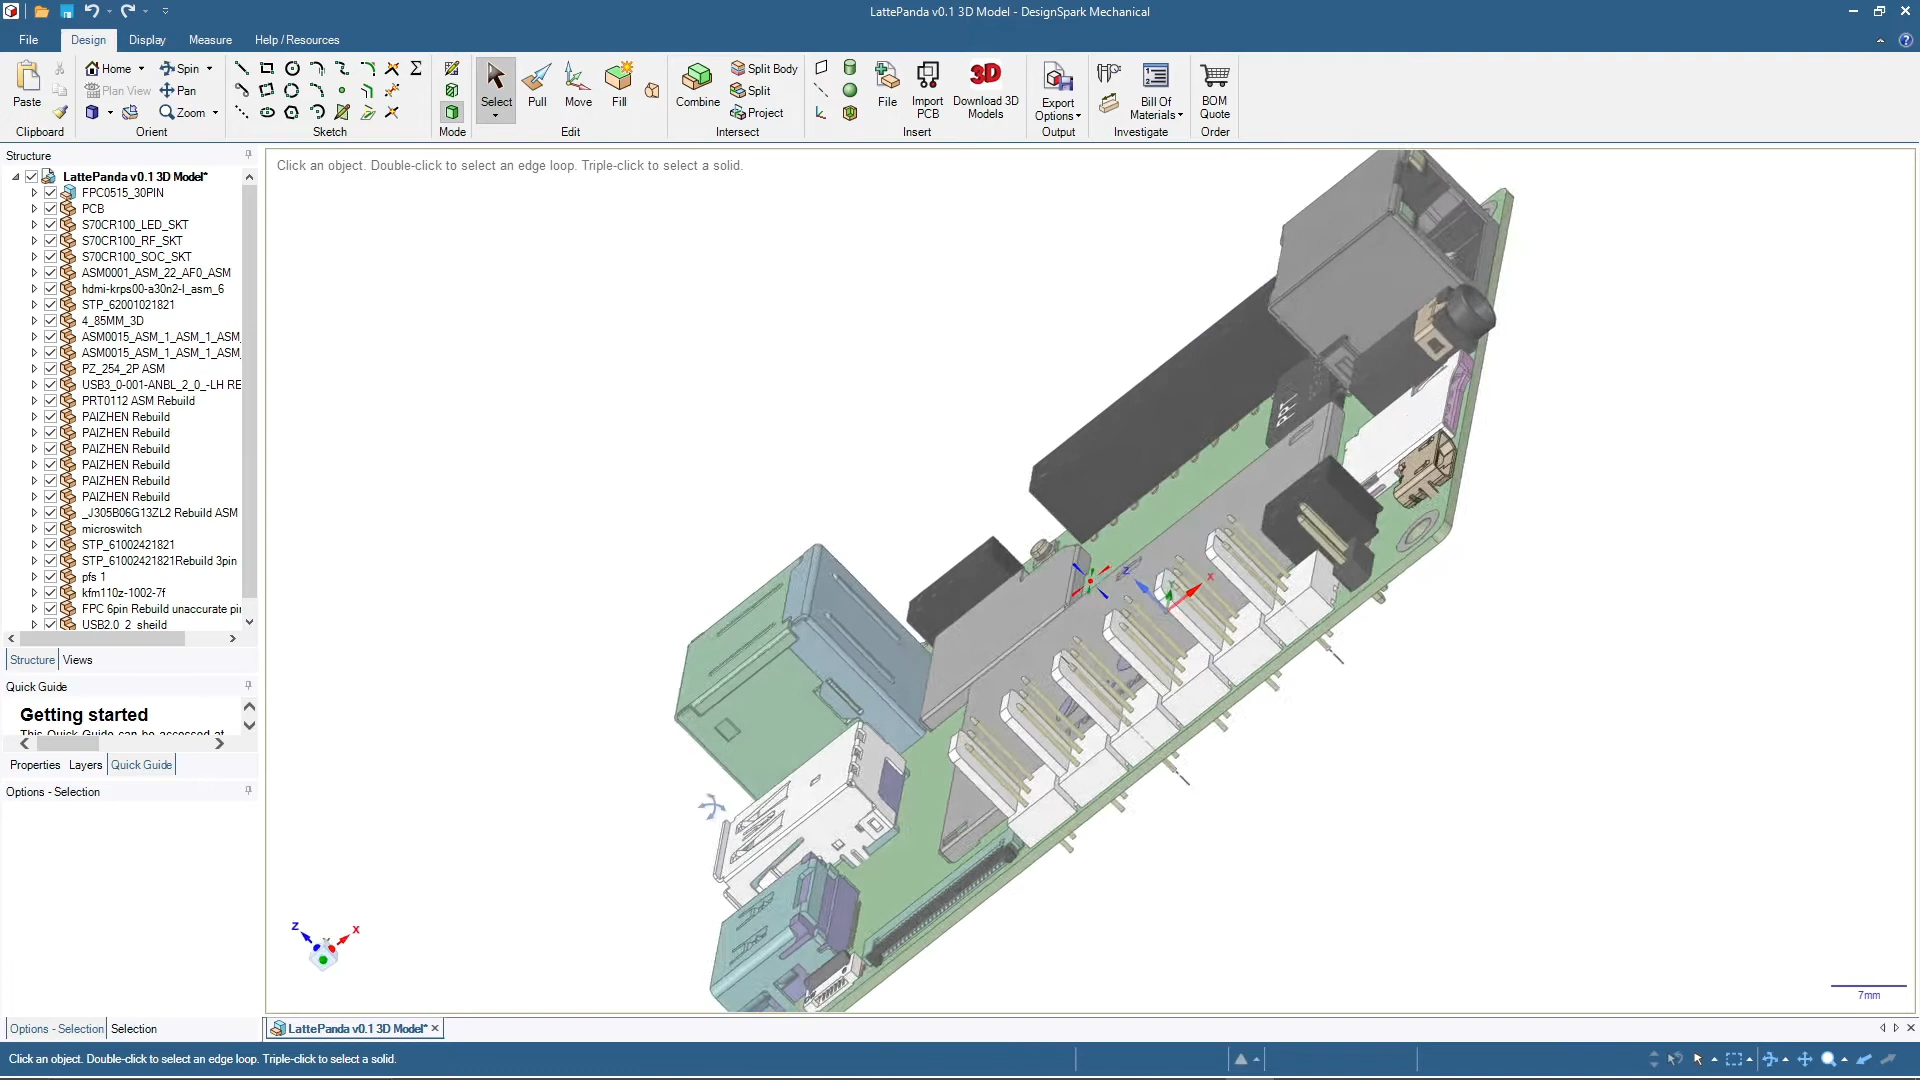 LattePanda v0.1 3D Model - DesignSpark Mechanical
File
Design
Display
Measure
Help / Resources
Paste
Clipboard
Home
Spin
Plan View
Pan
Zoom
Orient
Sketch
Mode
Select
Pull
Move
Fill
Edit
Combine
Split Body
Split
Project
Intersect
File
Import PCB
Download 3D Models
3D
Insert
Export Options
Output
Bill Of Materials
Investigate
BOM Quote
Order
Structure
LattePanda v0.1 3D Model*
FPC0515_30PIN
PCB
S70CR100_LED_SKT
S70CR100_RF_SKT
S70CR100_SOC_SKT
ASM0001_ASM_22_AF0_ASM
hdmi-krps00-a30n2-l_asm_6
STP_62001021821
4_85MM_3D
ASM0015_ASM_1_ASM_1_ASM_
ASM0015_ASM_1_ASM_1_ASM_
PZ_254_2P ASM
USB3_0-001-ANBL_2_0_-LH RE
PRT0112 ASM Rebuild
PAIZHEN Rebuild
PAIZHEN Rebuild
PAIZHEN Rebuild
PAIZHEN Rebuild
PAIZHEN Rebuild
PAIZHEN Rebuild
_J305B06G13ZL2 Rebuild ASM
microswitch
STP_61002421821
STP_61002421821Rebuild 3pin
pfs 1
kfm110z-1002-7f
FPC 6pin Rebuild unaccurate pin
USB2.0_2_sheild
Structure
Views
Quick Guide
Getting started
This Quick Guide can be accessed at
Properties
Layers
Quick Guide
Options - Selection
Options - Selection
Selection
Click an object. Double-click to select an edge loop. Triple-click to select a solid.
Z
X
Y
Z
X
7mm
LattePanda v0.1 3D Model*
Click an object. Double-click to select an edge loop. Triple-click to select a solid.